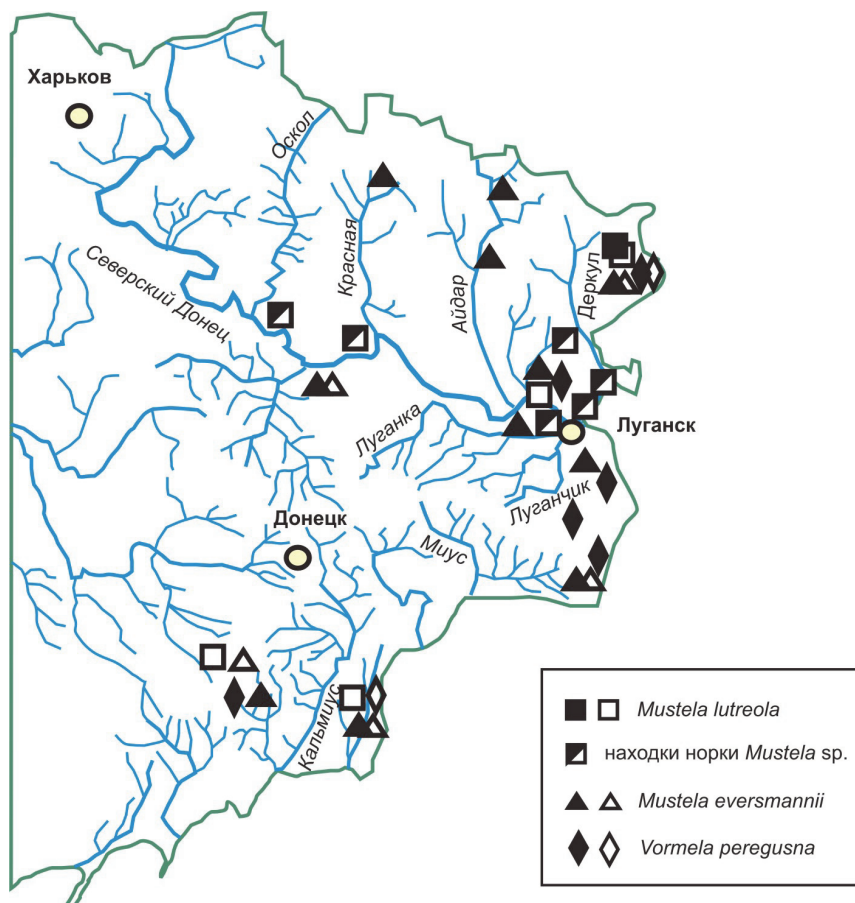 Харьков
Оскол
Красная
Айдар
Деркул
Северский Донец
Луганка
Луганск
Луганчик
Донецк
Миус
Кальмиус
Mustela lutreola
находки норки Mustela sp.
Mustela eversmannii
Vormela peregusna